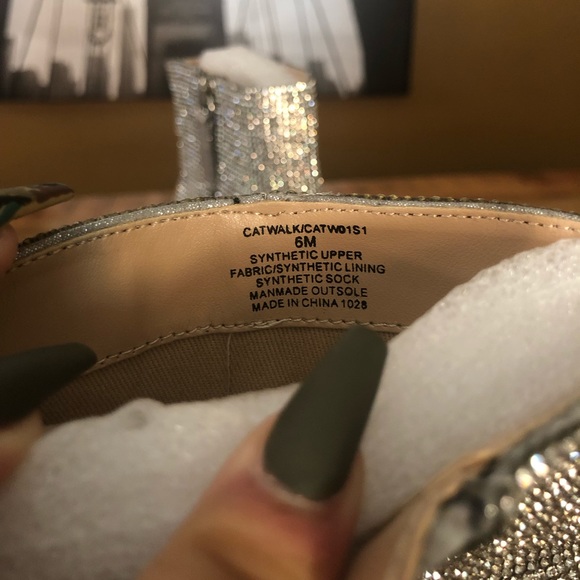 CATWALK/CATW01S1
6M
SYNTHETIC UPPER
FABRIC/SYNTHETIC LINING
SYNTHETIC SOCK
MANMADE OUTSOLE
MADE IN CHINA 1028